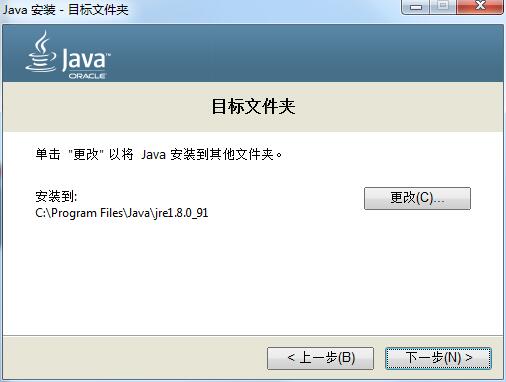 Java 安装 - 目标文件夹
Java™
ORACLE
目标文件夹
单击 "更改" 以将 Java 安装到其他文件夹。
安装到:
更改(C)...
C:\Program Files\Java\jre1.8.0_91
< 上一步(B)
下一步(N) >